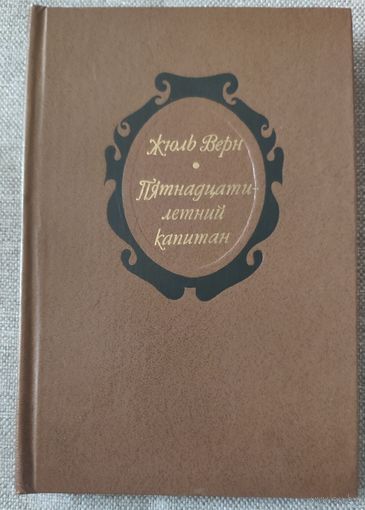 Жюль Верн
•
Пятнадцати-
летний
капитан